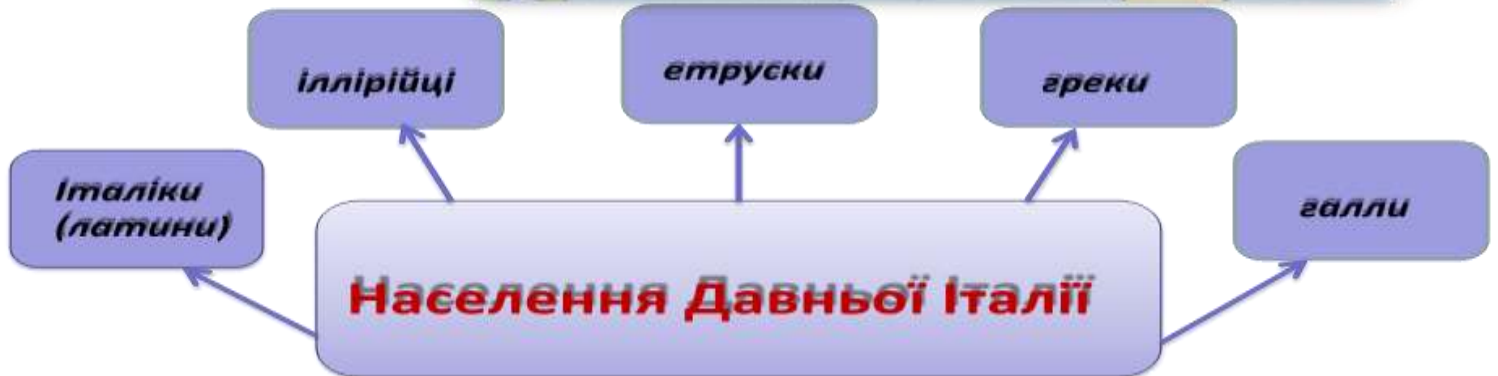 іллірійці
етруски
греки
Італіки
(латини)
галли
Населення Давньої Італії